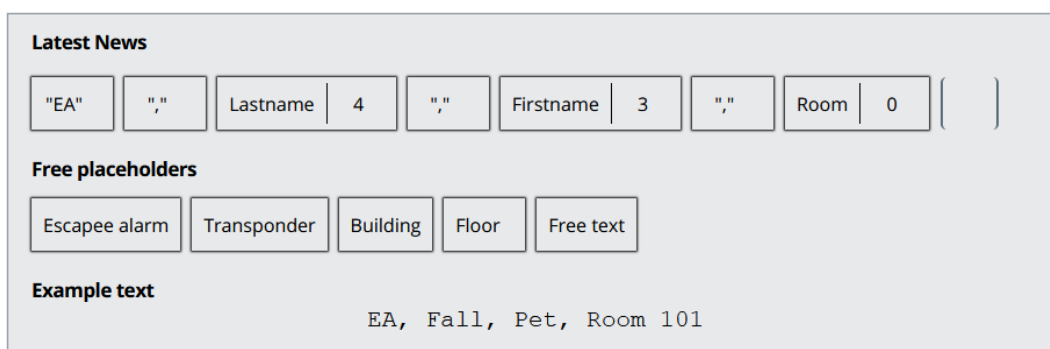 Latest News
"EA" "," Lastname 4 "," Firstname 3 "," Room 0
Free placeholders
Escapee alarm Transponder Building Floor Free text
Example text
EA, Fall, Pet, Room 101